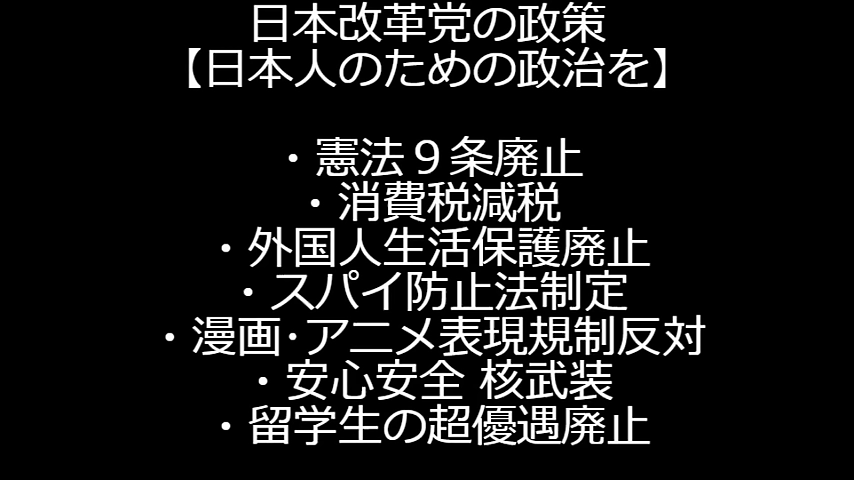 日本改革党の政策
【日本人のための政治を】
・憲法９条廃止
・消費税減税
・外国人生活保護廃止
・スパイ防止法制定
・漫画･アニメ表現規制反対
・安心安全 核武装
・留学生の超優遇廃止